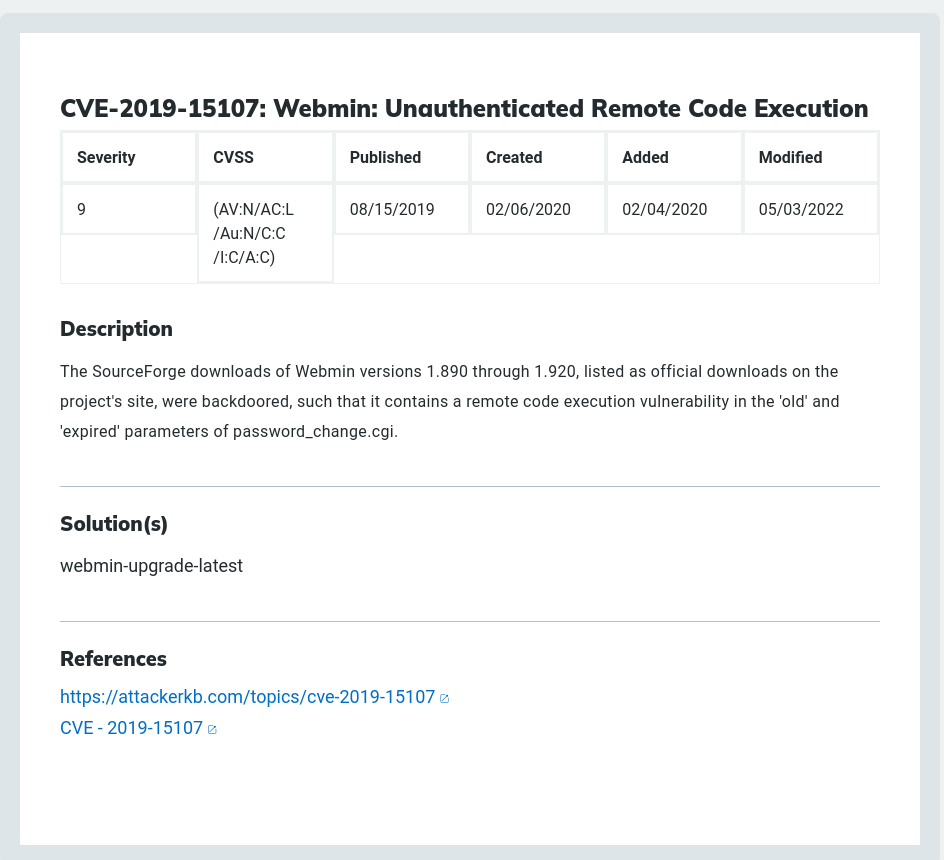 CVE-2019-15107: Webmin: Unauthenticated Remote Code Execution
Severity CVSS Published Created Added Modified
9 (AV:N/AC:L 08/15/2019 02/06/2020 02/04/2020 05/03/2022
/Au:N/C:C
/I:C/A:C)
Description
The SourceForge downloads of Webmin versions 1.890 through 1.920, listed as official downloads on the
project's site, were backdoored, such that it contains a remote code execution vulnerability in the 'old' and
'expired' parameters of password_change.cgi.
Solution(s)
webmin-upgrade-latest
References
https://attackerkb.com/topics/cve-2019-15107
CVE - 2019-15107